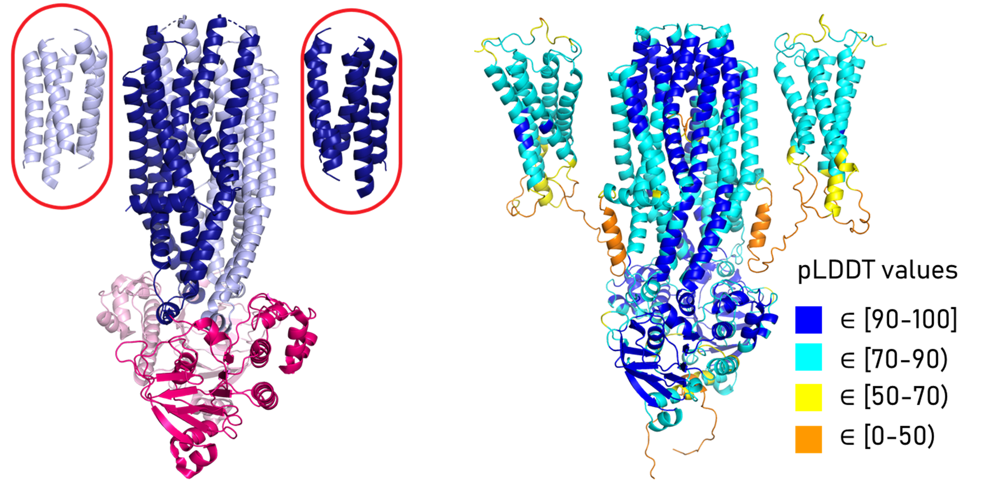 pLDDT values
∈ [90-100]
∈ [70-90)
∈ [50-70)
∈ [0-50)